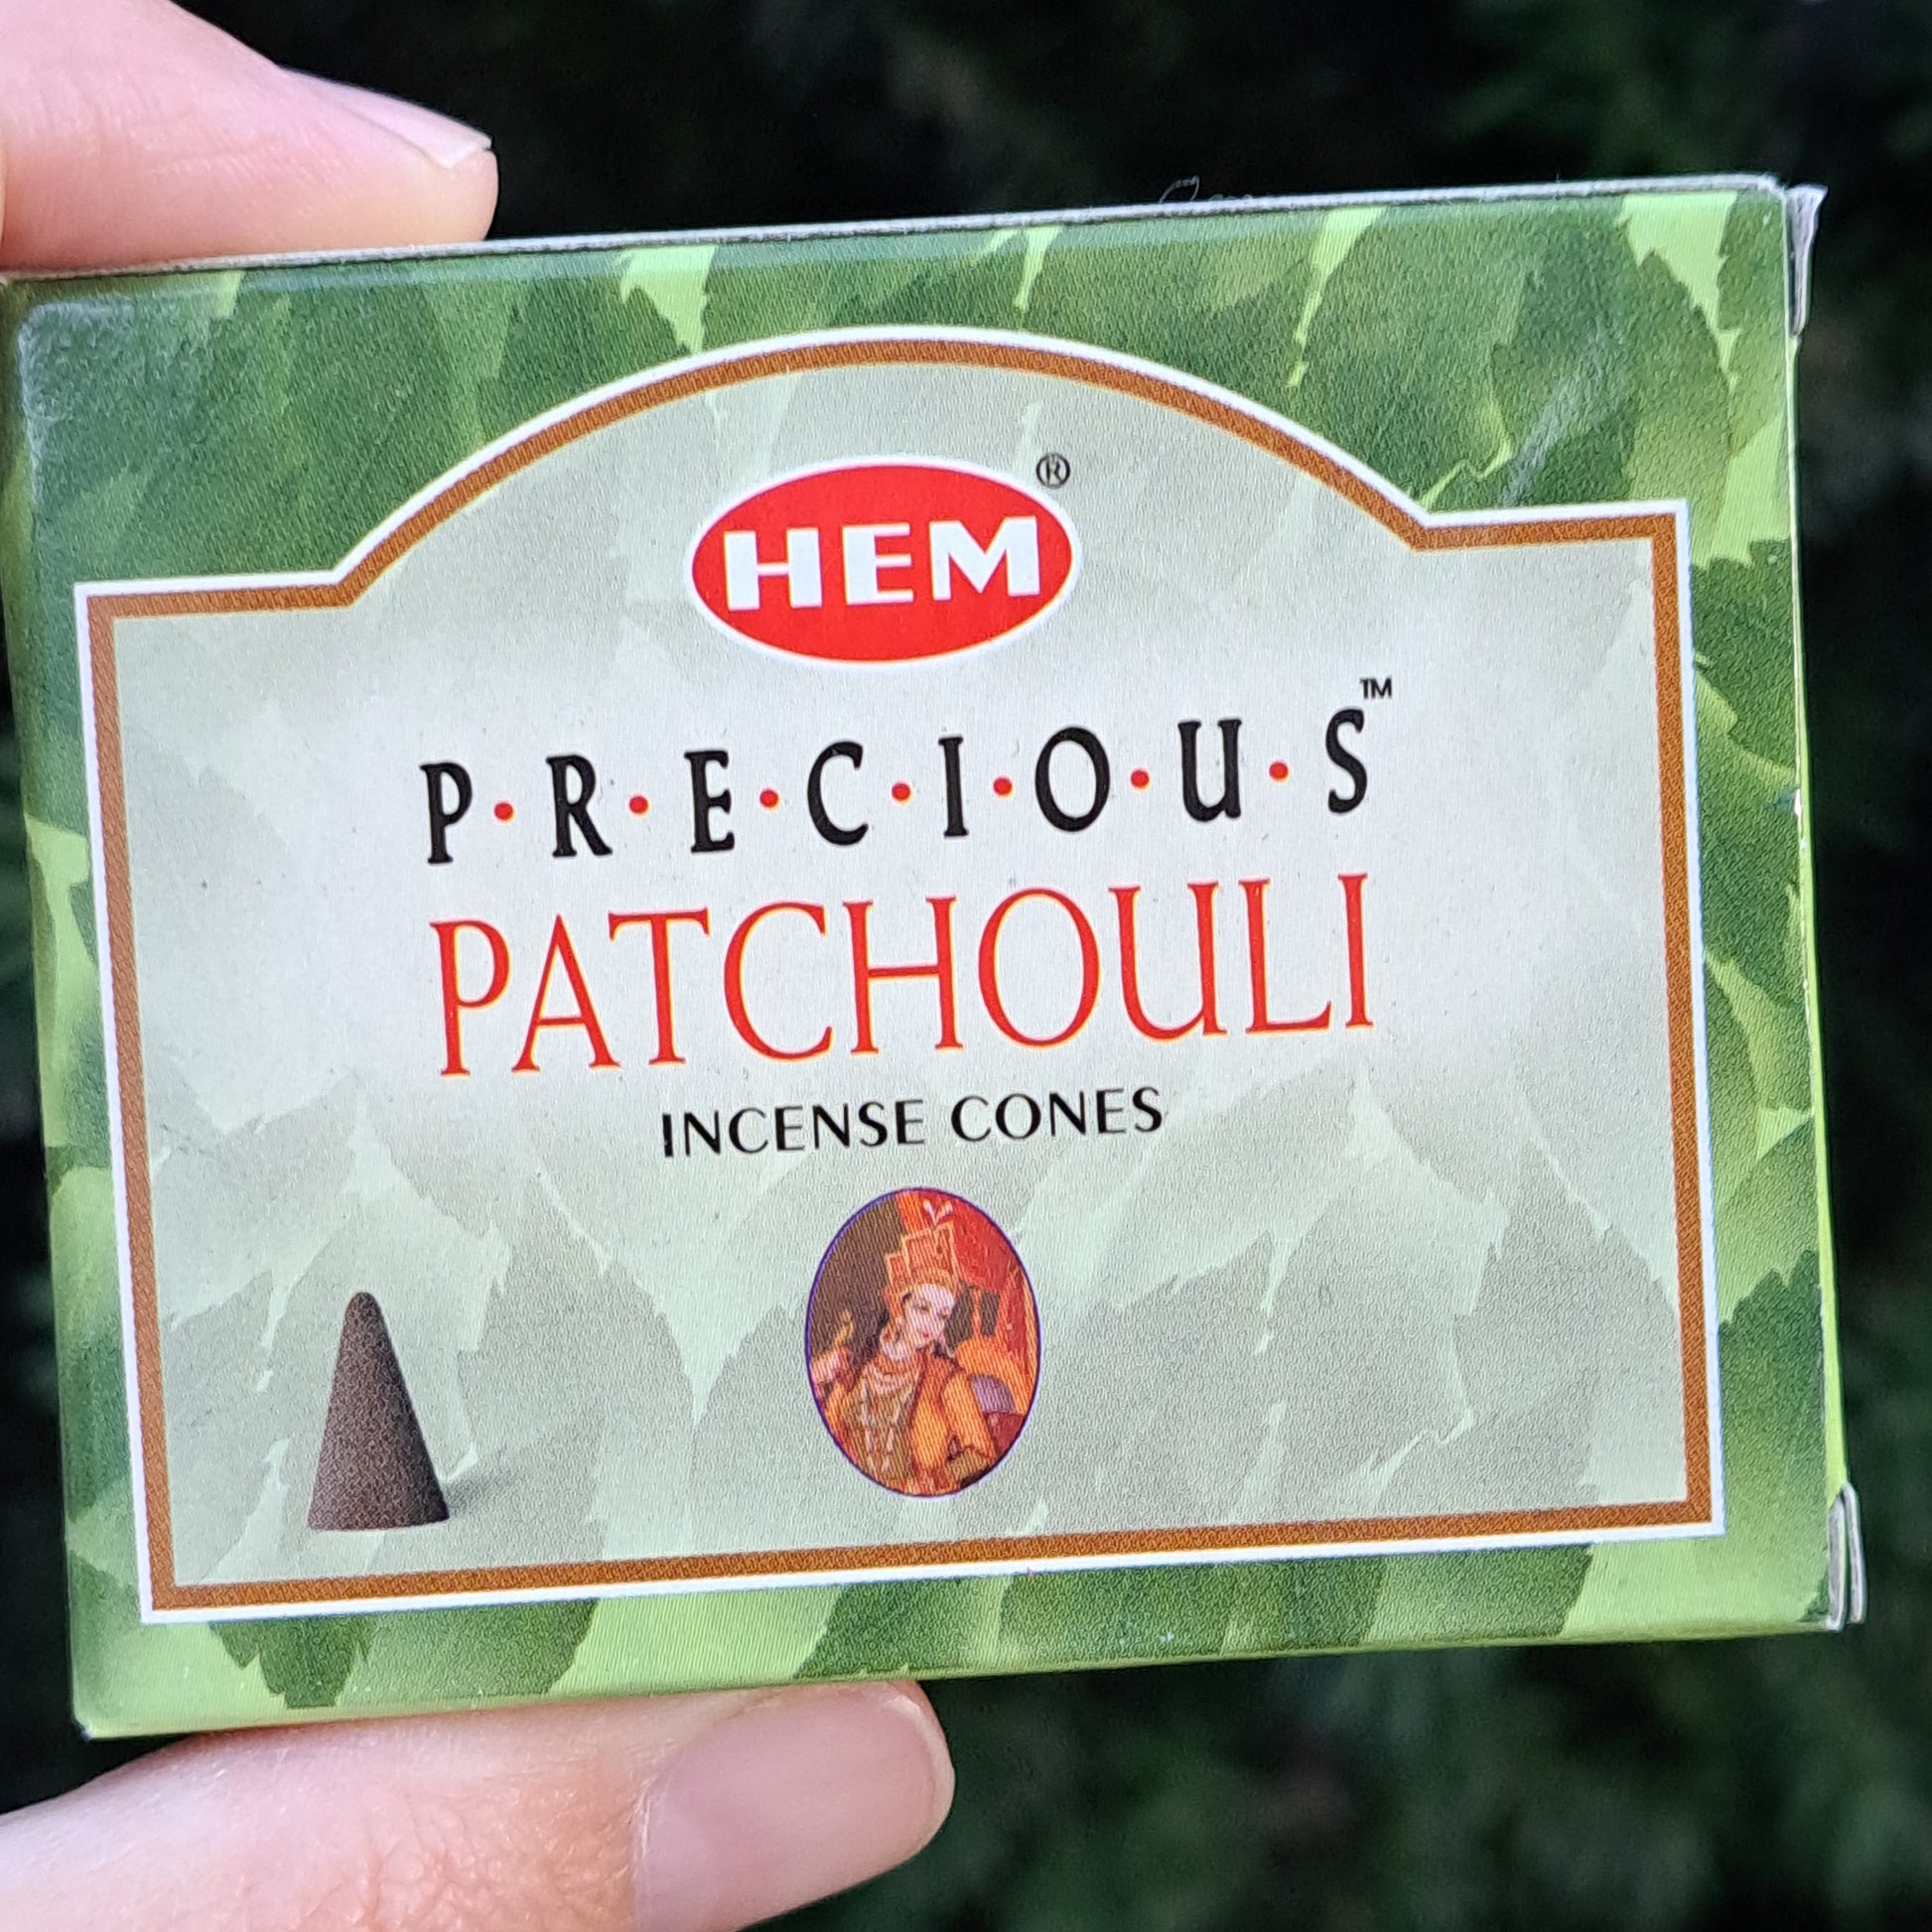 HEM®
P·R·E·C·I·O·U·S™
PATCHOULI
INCENSE CONES